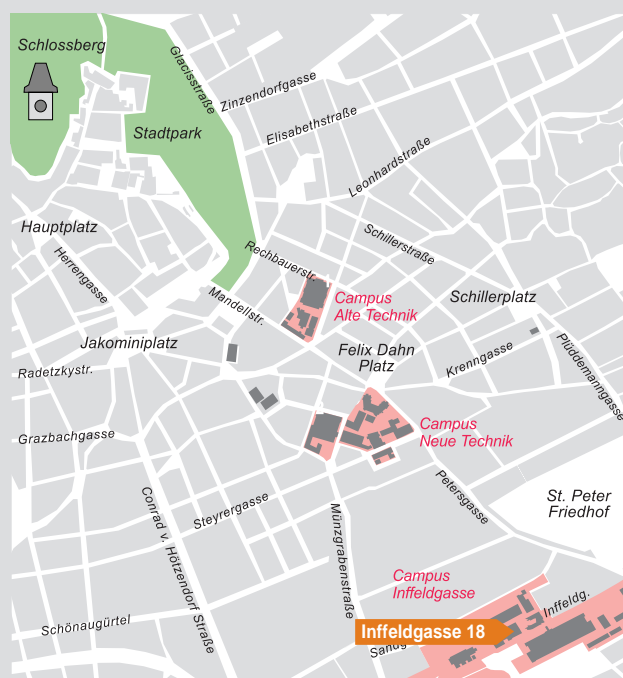 Schlossberg
Glacisstraße
Zinzendorfgasse
Stadtpark
Elisabethstraße
Leonhardstraße
Hauptplatz
Schillerstraße
Herrengasse
Rechbauerstr.
Mandellstr.
Campus
Alte Technik
Schillerplatz
Jakominiplatz
Felix Dahn
Platz
Krenngasse
Plüddemanngasse
Radetzkystr.
Grazbachgasse
Campus
Neue Technik
Petersgasse
St. Peter
Friedhof
Steyrergasse
Conrad v. Hötzendorf Straße
Münzgrabenstraße
Campus
Inffeldgasse
Inffeldg.
Schönaugürtel
Inffeldgasse 18
Sandg